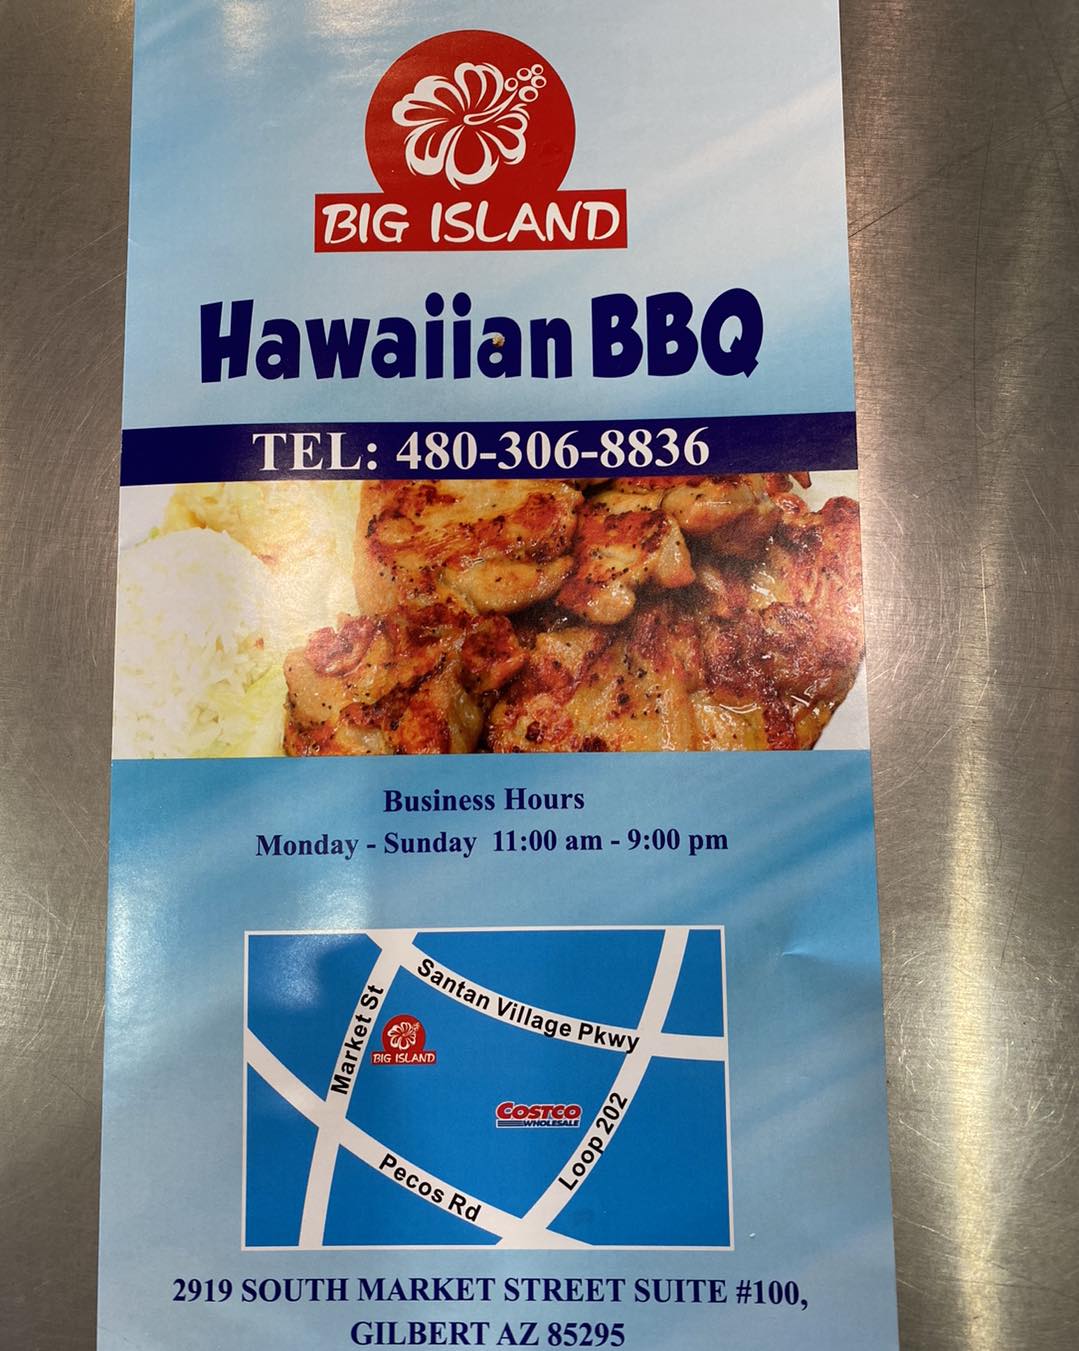 BIG ISLAND
Hawaiian BBQ
TEL: 480-306-8836
Business Hours
Monday - Sunday 11:00 am - 9:00 pm
Santan Village Pkwy
Market St
BIG ISLAND
COSTCO
WHOLESALE
Loop 202
Pecos Rd
2919 SOUTH MARKET STREET SUITE #100,
GILBERT AZ 85295